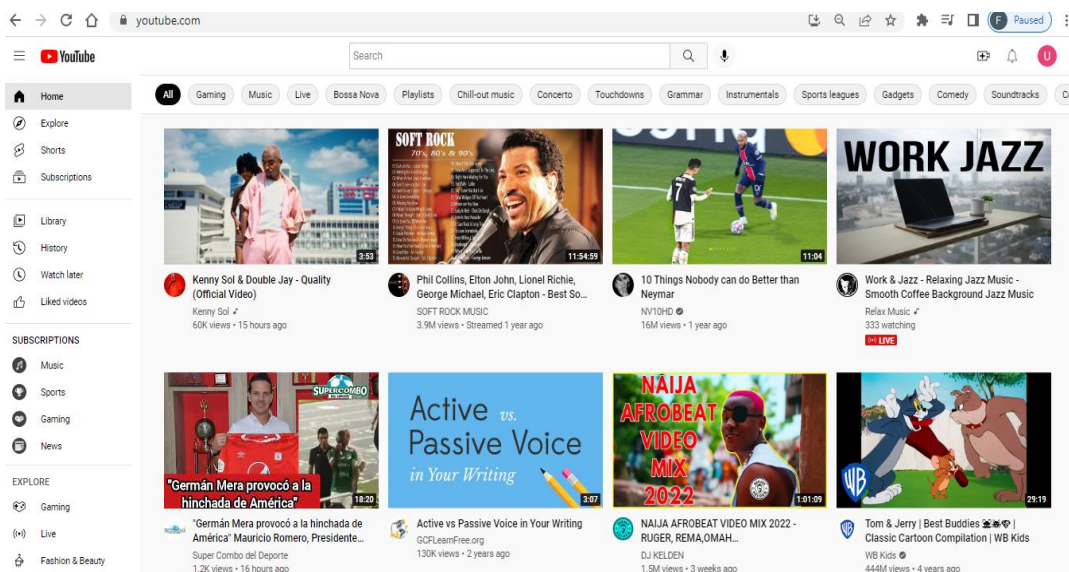 youtube.com
F Paused
YouTube
Search
U
Home
Explore
Shorts
Subscriptions
Library
History
Watch later
Liked videos
SUBSCRIPTIONS
Music
Sports
Gaming
News
EXPLORE
Gaming
Live
Fashion & Beauty
All Gaming Music Live Bossa Nova Playlists Chill-out music Concerto Touchdowns Grammar Instrumentals Sports leagues Gadgets Comedy Soundtracks
3:53
Kenny Sol & Double Jay - Quality
(Official Video)
Kenny Sol
60K views • 15 hours ago
SOFT ROCK
70's, 80's & 90's
11:54:59
Phil Collins, Elton John, Lionel Richie,
George Michael, Eric Clapton - Best So...
SOFT ROCK MUSIC
3.9M views • Streamed 1 year ago
7
11:04
10 Things Nobody can do Better than
Neymar
NV10HD
16M views • 1 year ago
WORK JAZZ
Work & Jazz - Relaxing Jazz Music -
Smooth Coffee Background Jazz Music
Relax Music
333 watching
LIVE
SUPERCOMBO
"Germán Mera provocó a la
hinchada de América"
18:20
"Germán Mera provocó a la hinchada de
América" Mauricio Romero, Presidente...
Super Combo del Deporte
1.2K views • 16 hours ago
Active vs.
Passive Voice
in Your Writing
3:07
Active vs Passive Voice in Your Writing
GCFLearnFree.org
130K views • 2 years ago
NAIJA
AFROBEAT
VIDEO
MIX
2022
1:01:09
NAIJA AFROBEAT VIDEO MIX 2022 -
RUGER, REMA,OMAH...
DJ KELDEN
1.5M views • 3 weeks ago
WB
29:19
Tom & Jerry | Best Buddies |
Classic Cartoon Compilation | WB Kids
WB Kids
444M views • 4 years ago